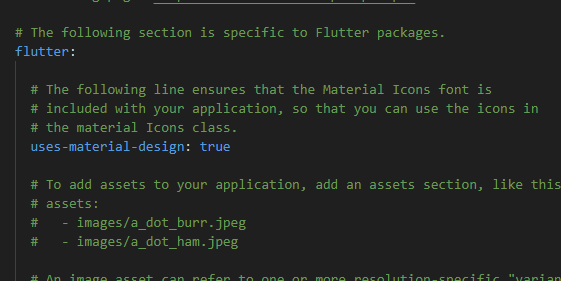 # The following section is specific to Flutter packages.
flutter:
# The following line ensures that the Material Icons font is
# included with your application, so that you can use the icons in
# the material Icons class.
uses-material-design: true
# To add assets to your application, add an assets section, like this
# assets:
#   - images/a_dot_burr.jpeg
#   - images/a_dot_ham.jpeg
# An image asset can refer to one or more resolution-specific "varian